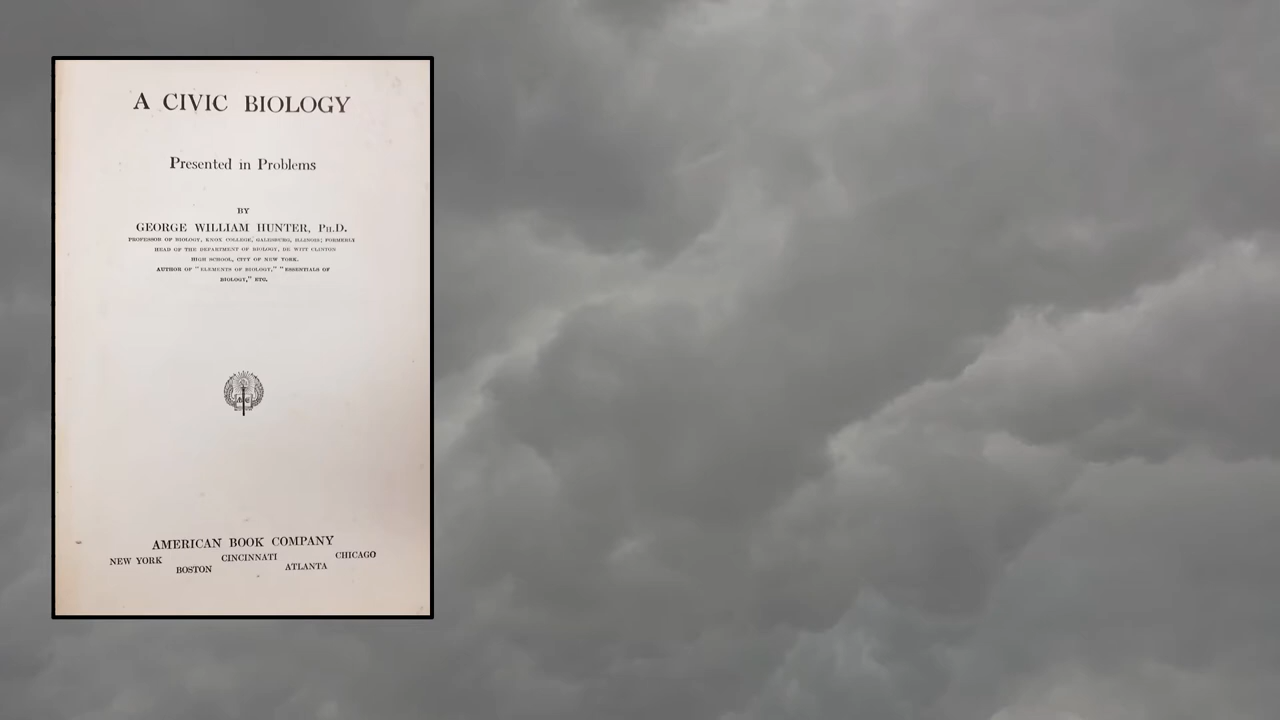 A CIVIC BIOLOGY
Presented in Problems
BY
GEORGE WILLIAM HUNTER, Ph.D.
PROFESSOR OF BIOLOGY, KNOX COLLEGE, GALESBURG, ILLINOIS; FORMERLY
HEAD OF THE DEPARTMENT OF BIOLOGY, DE WITT CLINTON
HIGH SCHOOL, CITY OF NEW YORK.
AUTHOR OF "ELEMENTS OF BIOLOGY," "ESSENTIALS OF
BIOLOGY," ETC.
AMERICAN BOOK COMPANY
NEW YORK CINCINNATI CHICAGO
BOSTON ATLANTA